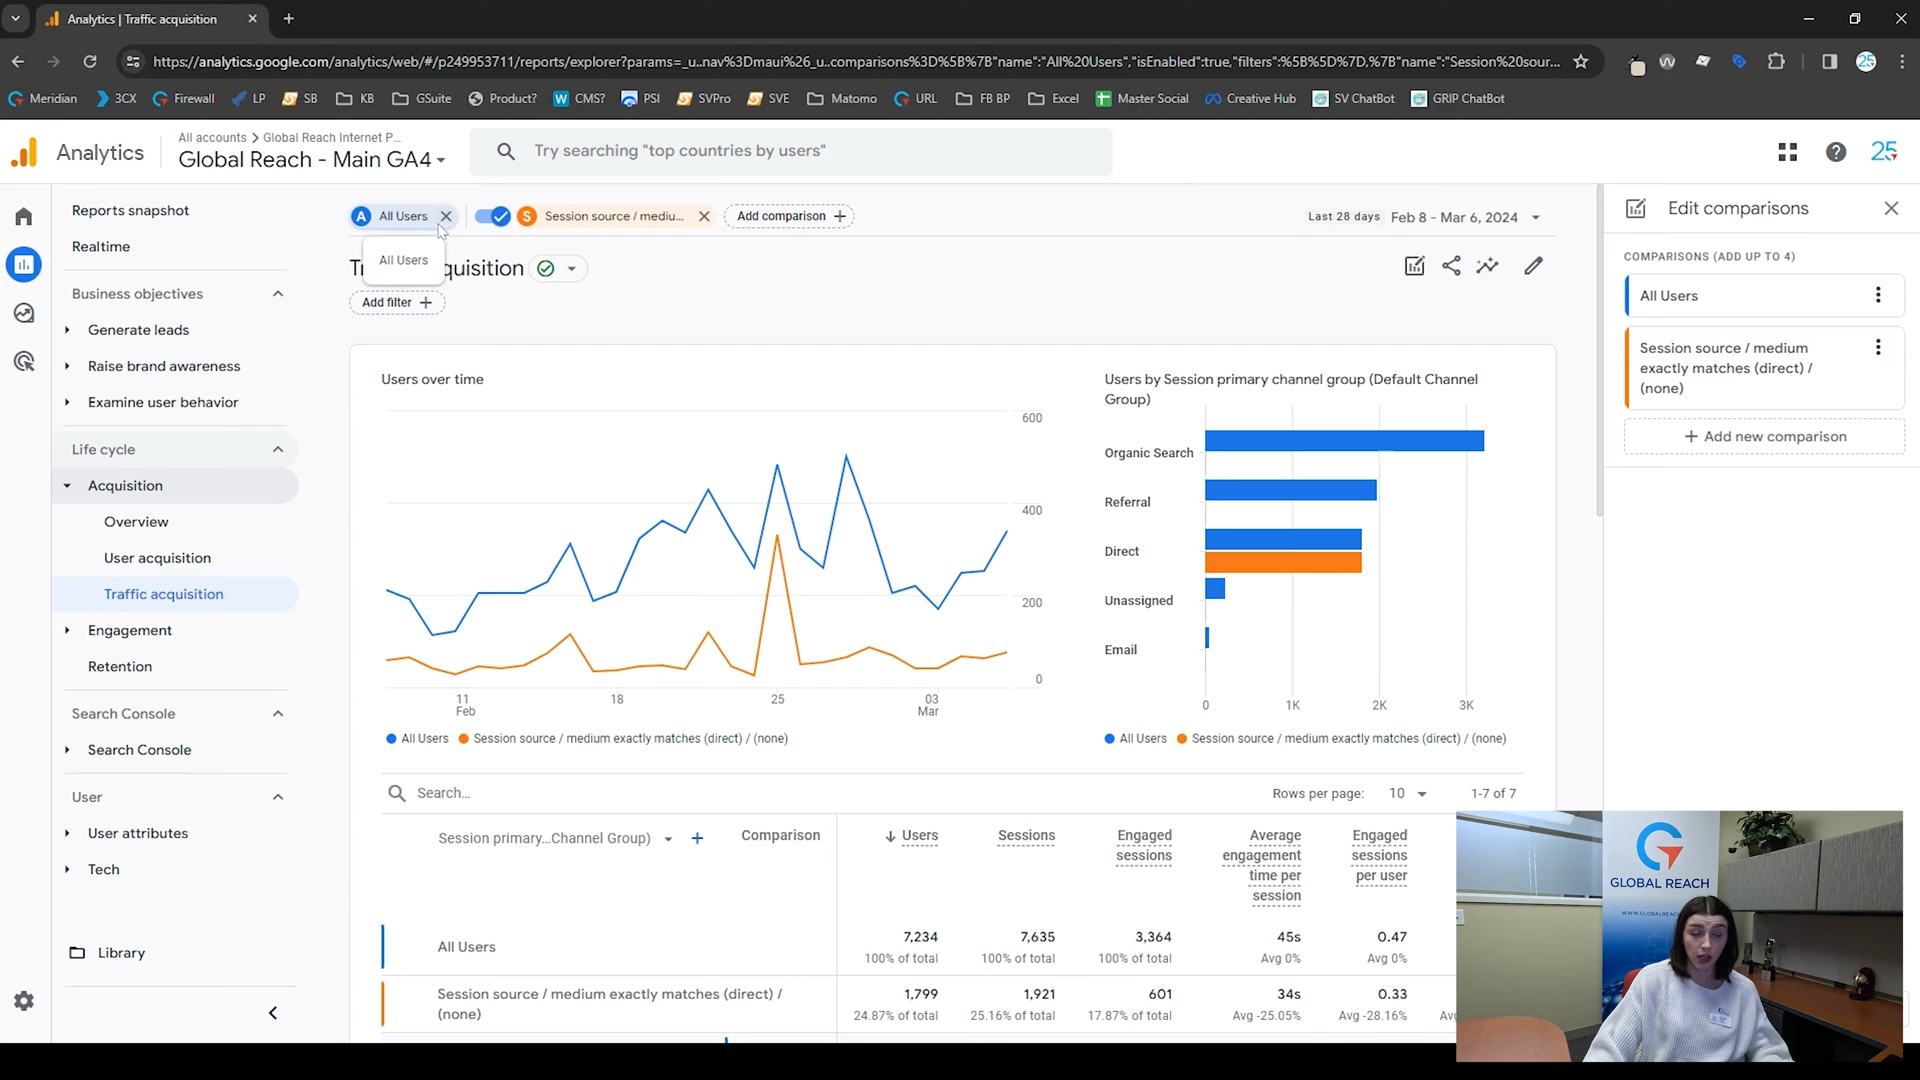 Analytics | Traffic acquisition
https://analytics.google.com/analytics/web/#/p249953711/reports/explorer?params=_u..nav%3Dmaui%26_u..comparisons%3D%5B%7B"name":"All%20Users","isEnabled":true,"filters":%5B%5D%7D,%7B"name":"Session%20sour...
Meridian 3CX Firewall LP SB KB GSuite Product? CMS? PSI SVPro SVE Matomo URL FB BP Excel Master Social Creative Hub SV ChatBot GRIP ChatBot
Analytics
All accounts > Global Reach Internet P...
Global Reach - Main GA4
Try searching "top countries by users"
25
Reports snapshot
Realtime
Business objectives
Generate leads
Raise brand awareness
Examine user behavior
Life cycle
Acquisition
Overview
User acquisition
Traffic acquisition
Engagement
Retention
Search Console
Search Console
User
User attributes
Tech
Library
A All Users
S Session source / mediu...
Add comparison +
Last 28 days Feb 8 - Mar 6, 2024
All Users
Add filter +
Users over time
600
400
200
0
11
Feb
18
25
03
Mar
All Users Session source / medium exactly matches (direct) / (none)
Users by Session primary channel group (Default Channel
Group)
Organic Search
Referral
Direct
Unassigned
Email
0 1K 2K 3K
All Users Session source / medium exactly matches (direct) / (none)
Search...
Rows per page: 10 1-7 of 7
Session primary...Channel Group) + Comparison
↓ Users
Sessions
Engaged
sessions
Average
engagement
time per
session
Engaged
sessions
per user
All Users
7,234 7,635 3,364 45s 0.47
100% of total 100% of total 100% of total Avg 0% Avg 0%
Session source / medium exactly matches (direct) /
(none)
1,799 1,921 601 34s 0.33
24.87% of total 25.16% of total 17.87% of total Avg -25.05% Avg -28.16%
Edit comparisons
COMPARISONS (ADD UP TO 4)
All Users
Session source / medium
exactly matches (direct) /
(none)
+ Add new comparison
GLOBAL REACH